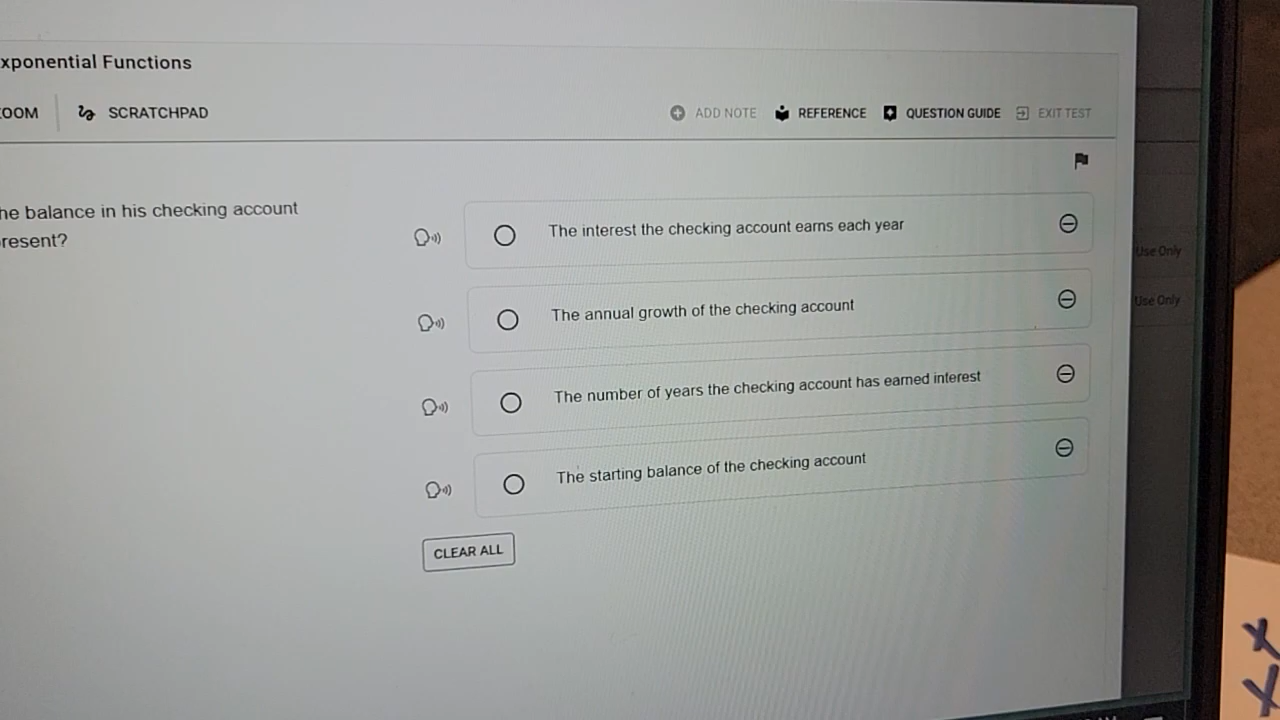 xponential Functions
OOM
SCRATCHPAD
ADD NOTE
REFERENCE
QUESTION GUIDE
EXIT TEST
he balance in his checking account
resent?
The interest the checking account earns each year
The annual growth of the checking account
The number of years the checking account has earned interest
The starting balance of the checking account
CLEAR ALL
Use Only
Use Only
x x